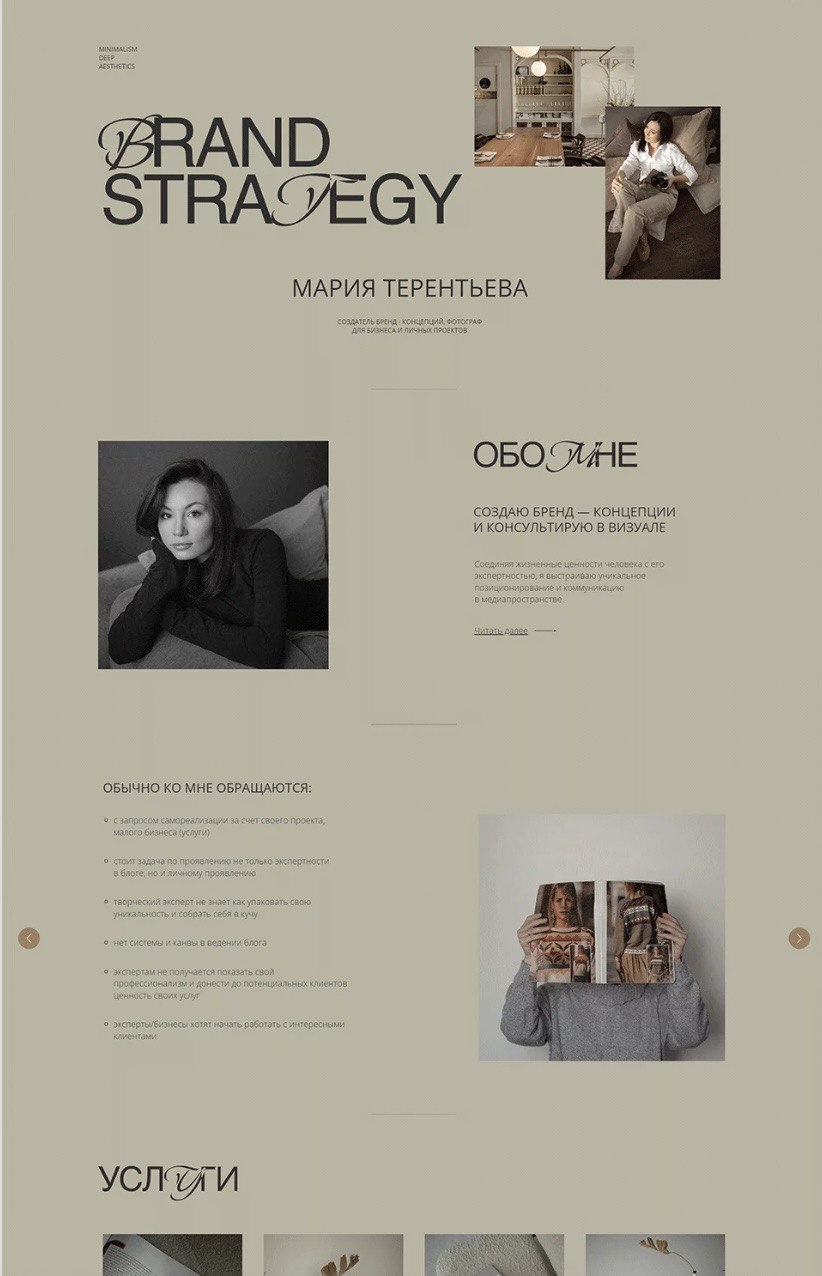 MINIMALISM
DEEP
AESTHETICS
BRAND
STRATEGY
МАРИЯ ТЕРЕНТЬЕВА
СОЗДАТЕЛЬ БРЕНД - КОНЦЕПЦИЙ, ФОТОГРАФ
ДЛЯ БИЗНЕСА И ЛИЧНЫХ ПРОЕКТОВ
ОБО МНЕ
СОЗДАЮ БРЕНД — КОНЦЕПЦИИ
И КОНСУЛЬТИРУЮ В ВИЗУАЛЕ
Соединяя жизненные ценности человека с его
экспертностью, я выстраиваю уникальное
позиционирование и коммуникацию
в медиапространстве.
Читать далее
ОБЫЧНО КО МНЕ ОБРАЩАЮТСЯ:
с запросом самореализации за счет своего проекта,
малого бизнеса (услуги)
стоит задача по проявлению не только экспертности
в блоге, но и личному проявлению
творческий эксперт не знает как упаковать свою
уникальность и собрать себя в кучу
нет системы и канвы в ведении блога
экспертам не получается показать свой
профессионализм и донести до потенциальных клиентов
ценность своих услуг
эксперты/бизнесы хотят начать работать с интересными
клиентами
УСЛУГИ